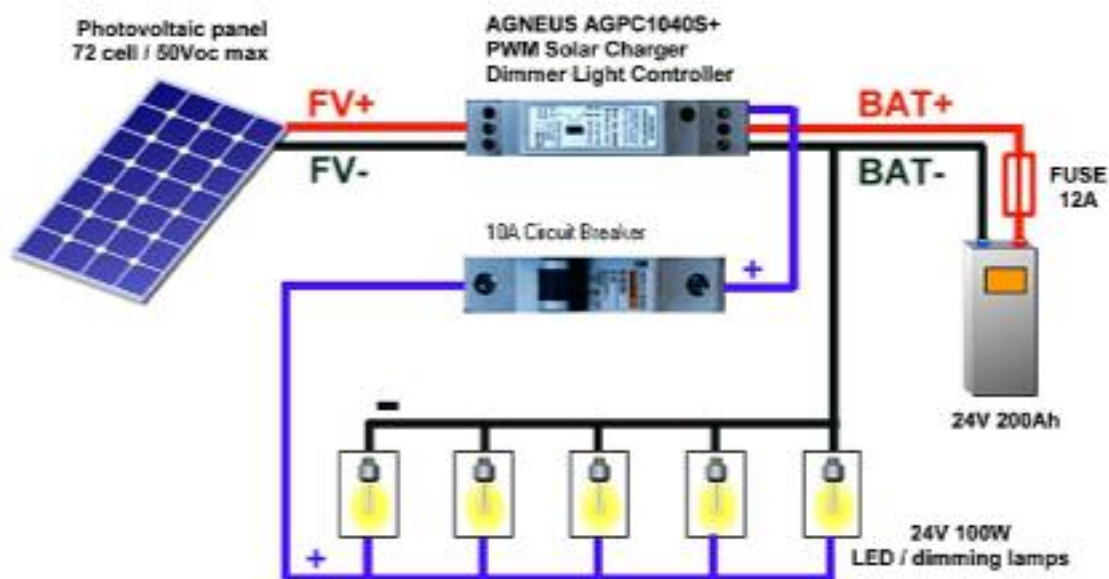 Photovoltaic panel
72 cell / 50Voc max
AGNEUS AGPC1040S+
PWM Solar Charger
Dimmer Light Controller
FV+
BAT+
FV-
BAT-
FUSE
12A
10A Circuit Breaker
+
-
24V 200Ah
+
24V 100W
LED / dimming lamps